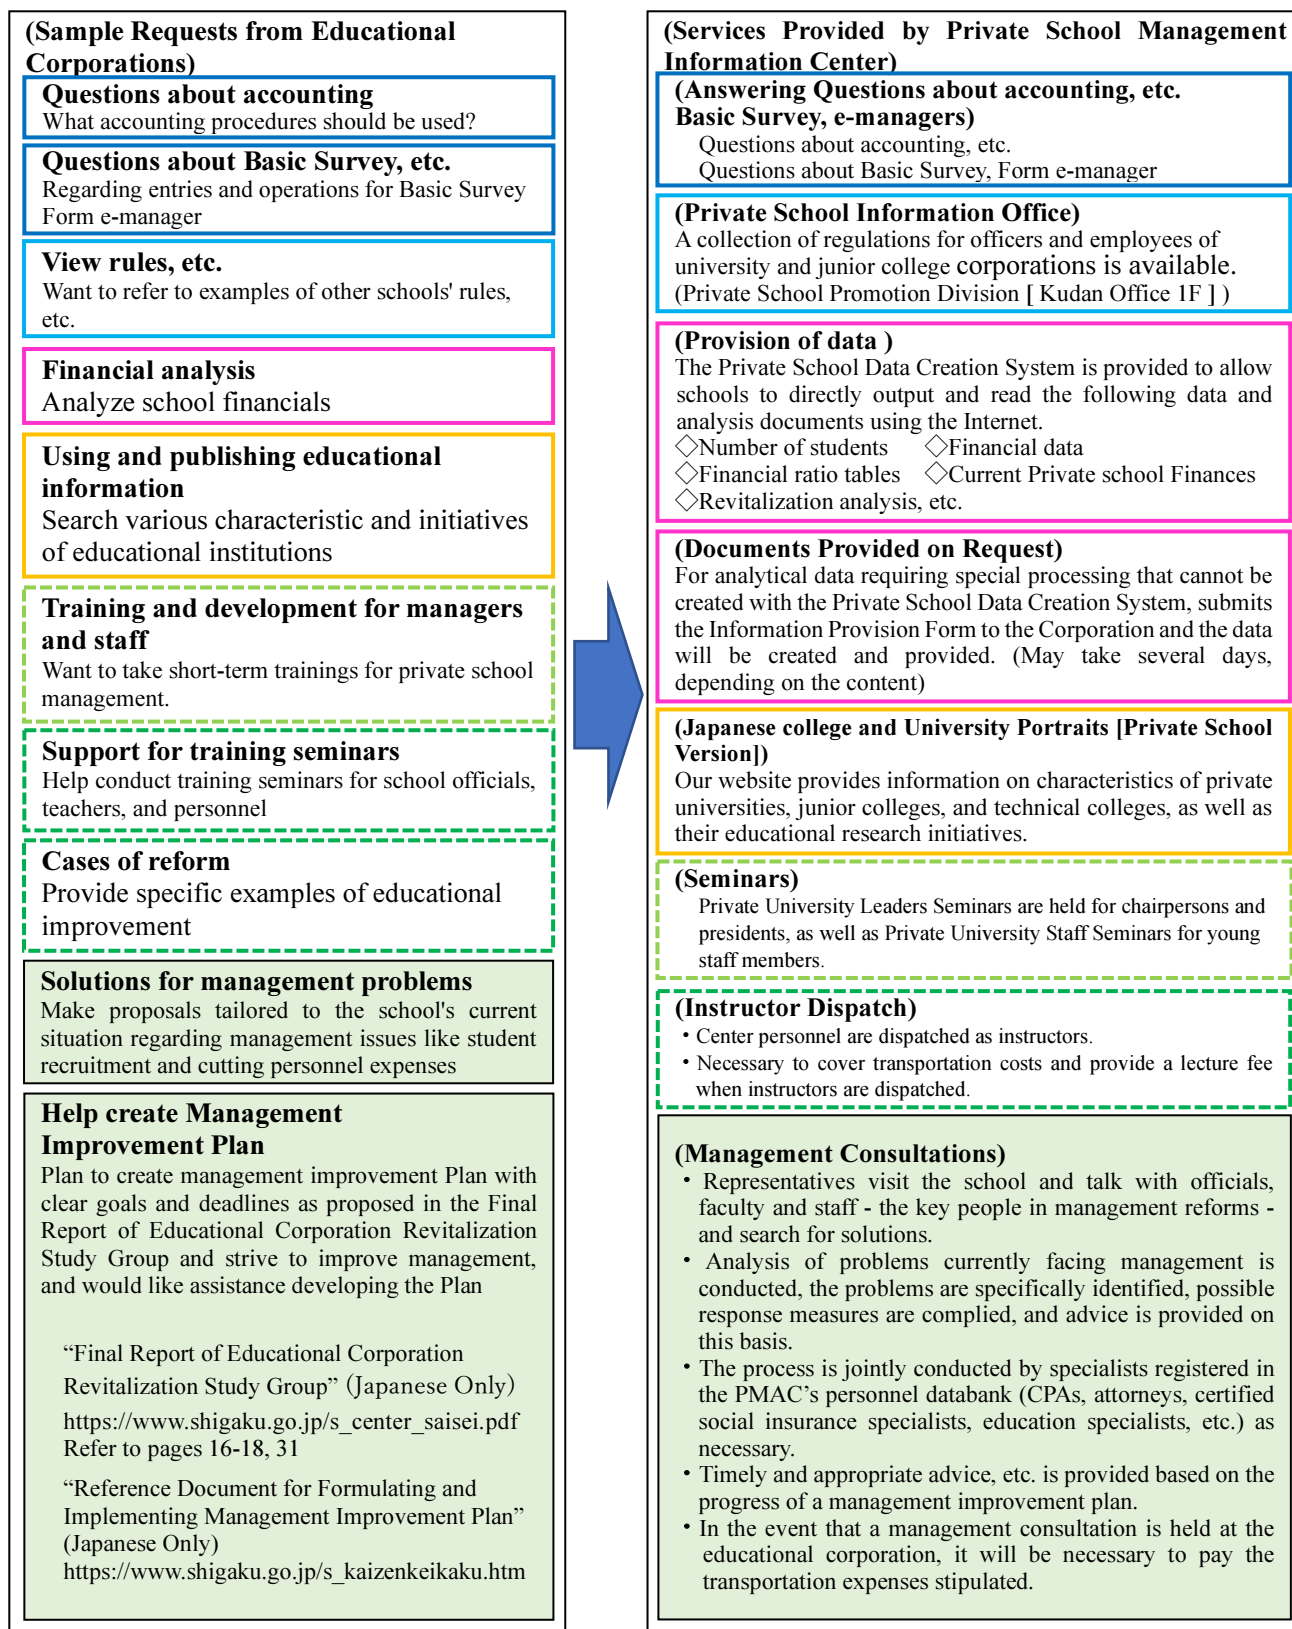 (Sample Requests from Educational
Corporations)
Questions about accounting
What accounting procedures should be used?
Questions about Basic Survey, etc.
Regarding entries and operations for Basic Survey
Form e-manager
View rules, etc.
Want to refer to examples of other schools' rules,
etc.
Financial analysis
Analyze school financials
Using and publishing educational
information
Search various characteristic and initiatives
of educational institutions
Training and development for managers
and staff
Want to take short-term trainings for private school
management.
Support for training seminars
Help conduct training seminars for school officials,
teachers, and personnel
Cases of reform
Provide specific examples of educational
improvement
Solutions for management problems
Make proposals tailored to the school's current
situation regarding management issues like student
recruitment and cutting personnel expenses
Help create Management
Improvement Plan
Plan to create management improvement Plan with
clear goals and deadlines as proposed in the Final
Report of Educational Corporation Revitalization
Study Group and strive to improve management,
and would like assistance developing the Plan
“Final Report of Educational Corporation
Revitalization Study Group” (Japanese Only)
https://www.shigaku.go.jp/s_center_saisei.pdf
Refer to pages 16-18, 31
“Reference Document for Formulating and
Implementing Management Improvement Plan”
(Japanese Only)
https://www.shigaku.go.jp/s_kaizenkeikaku.htm
(Services Provided by Private School Management
Information Center)
(Answering Questions about accounting, etc.
Basic Survey, e-managers)
Questions about accounting, etc.
Questions about Basic Survey, Form e-manager
(Private School Information Office)
A collection of regulations for officers and employees of
university and junior college corporations is available.
(Private School Promotion Division [ Kudan Office 1F ] )
(Provision of data )
The Private School Data Creation System is provided to allow
schools to directly output and read the following data and
analysis documents using the Internet.
◇Number of students ◇Financial data
◇Financial ratio tables ◇Current Private school Finances
◇Revitalization analysis, etc.
(Documents Provided on Request)
For analytical data requiring special processing that cannot be
created with the Private School Data Creation System, submits
the Information Provision Form to the Corporation and the data
will be created and provided. (May take several days,
depending on the content)
(Japanese college and University Portraits [Private School
Version])
Our website provides information on characteristics of private
universities, junior colleges, and technical colleges, as well as
their educational research initiatives.
(Seminars)
Private University Leaders Seminars are held for chairpersons and
presidents, as well as Private University Staff Seminars for young
staff members.
(Instructor Dispatch)
・Center personnel are dispatched as instructors.
・Necessary to cover transportation costs and provide a lecture fee
when instructors are dispatched.
(Management Consultations)
・Representatives visit the school and talk with officials,
faculty and staff - the key people in management reforms -
and search for solutions.
・Analysis of problems currently facing management is
conducted, the problems are specifically identified, possible
response measures are complied, and advice is provided on
this basis.
・The process is jointly conducted by specialists registered in
the PMAC’s personnel databank (CPAs, attorneys, certified
social insurance specialists, education specialists, etc.) as
necessary.
・Timely and appropriate advice, etc. is provided based on the
progress of a management improvement plan.
・In the event that a management consultation is held at the
educational corporation, it will be necessary to pay the
transportation expenses stipulated.